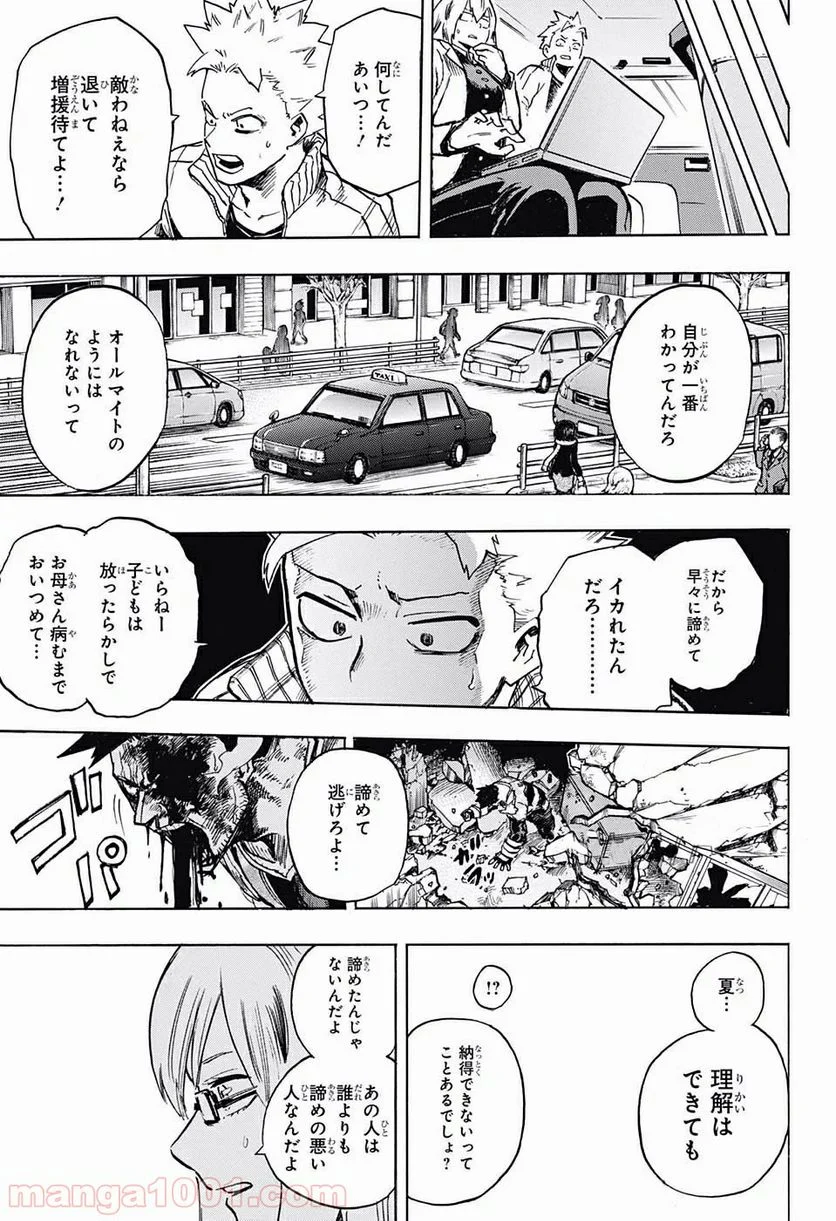 何してんだ
あいつ…！
敵わねえなら
退いて
増援待てよ…！
自分が一番
わかってんだろ
オールマイトの
ようには
なれないって
TAXI
だから
早々に諦めて
イカれたん
だろ………
いらねー
子どもは
放ったらかしで
お母さん病むまで
おいつめて…
ガク
諦めて
逃げろよ…
ゴパ
夏…
理解は
できても
!?
納得できないって
ことあるでしょ？
諦めたんじゃ
ないんだよ
あの人は
誰よりも
諦めの悪い
人なんだよ
manga1001.com